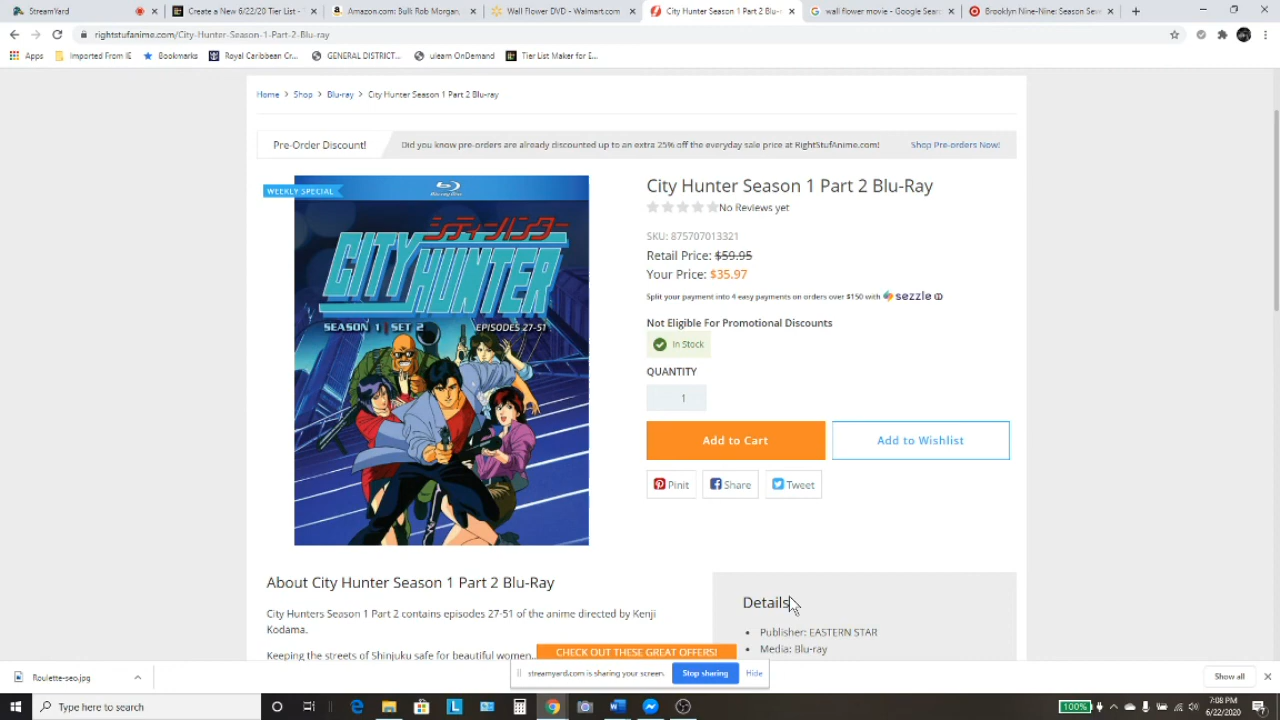 StreamYard
Create a New 6/22/20 Tier List -
Amazon.com: Bulk Rob Morgan,
Wall Flower DVD - Walmart.com
City Hunter Season 1 Part 2 Blu-r
wall flower movie - Google Sear
Brooklyn Nine-Nine: Season Sev
rightstufanime.com/City-Hunter-Season-1-Part-2-Blu-ray
Apps
Imported From IE
Bookmarks
Royal Caribbean Cr...
GENERAL DISTRICT...
ulearn OnDemand
Tier List Maker for l...
Home > Shop > Blu-ray > City Hunter Season 1 Part 2 Blu-ray
Pre-Order Discount!
Did you know pre-orders are already discounted up to an extra 25% off the everyday sale price at RightStufAnime.com!
Shop Pre-orders Now!
WEEKLY SPECIAL
Blu-ray Disc
シティーハンター
CITY HUNTER
SEASON 1 | SET 2
EPISODES 27-51
City Hunter Season 1 Part 2 Blu-Ray
No Reviews yet
SKU: 875707013321
Retail Price: $59.95
Your Price: $35.97
Split your payment into 4 easy payments on orders over $150 with sezzle
Not Eligible For Promotional Discounts
In Stock
QUANTITY
1
Add to Cart
Add to Wishlist
Pinit
Share
Tweet
About City Hunter Season 1 Part 2 Blu-Ray
City Hunters Season 1 Part 2 contains episodes 27-51 of the anime directed by Kenji
Kodama.
Keeping the streets of Shinjuku safe for beautiful women,
Details
Publisher: EASTERN STAR
Media: Blu-ray
CHECK OUT THESE GREAT OFFERS!
streamyard.com is sharing your screen.
Stop sharing
Hide
Roulette-seo.jpg
Show all
Type here to search
100%
7:08 PM
6/22/2020